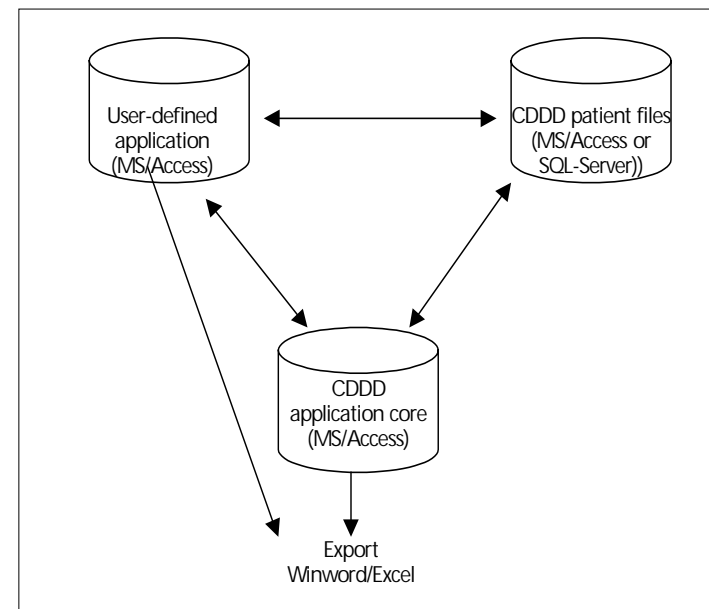 User-defined
application
(MS/Access)
CDDD patient files
(MS/Access or
SQL-Server))
CDDD
application core
(MS/Access)
Export
Winword/Excel